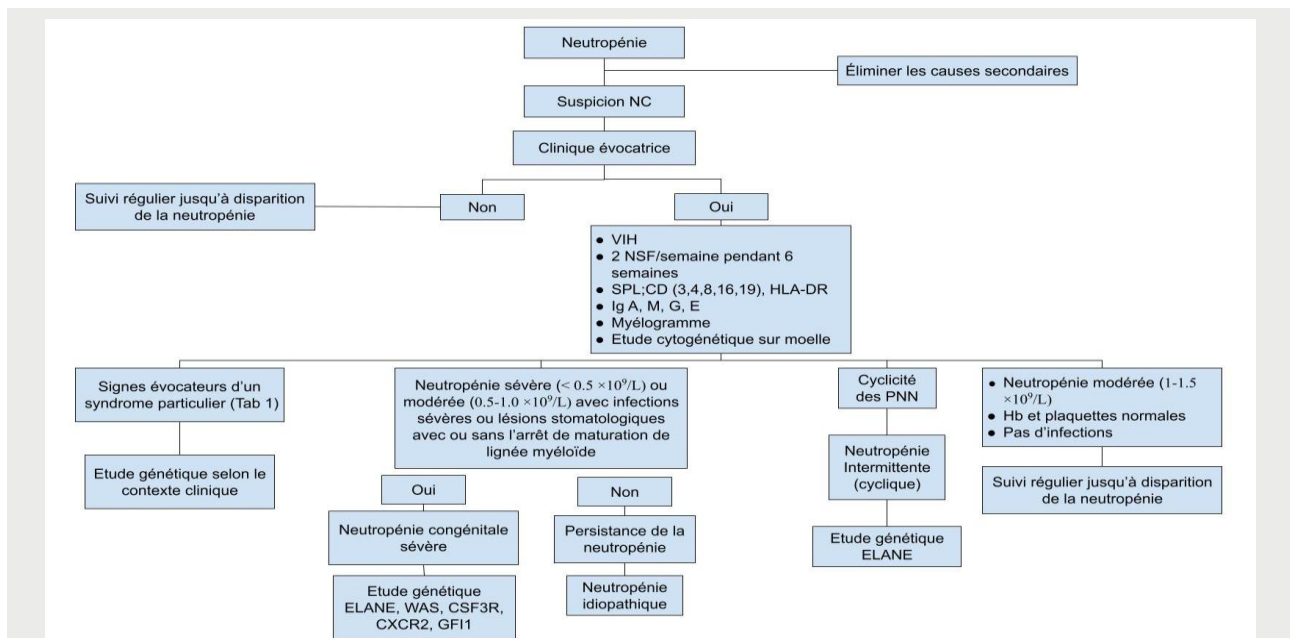 Neutropénie
Éliminer les causes secondaires
Suspicion NC
Clinique évocatrice
Suivi régulier jusqu'à disparition
de la neutropénie
Non
Oui
● VIH
● 2 NSF/semaine pendant 6
semaines
● SPL;CD (3,4,8,16,19), HLA-DR
● Ig A, M, G, E
● Myélogramme
● Etude cytogénétique sur moelle
Signes évocateurs d'un
syndrome particulier (Tab 1)
Etude génétique selon le
contexte clinique
Neutropénie sévère (< 0.5 ×10⁹/L) ou
modérée (0.5-1.0 ×10⁹/L) avec infections
sévères ou lésions stomatologiques
avec ou sans l'arrêt de maturation de
lignée myéloïde
Oui
Neutropénie congénitale
sévère
Etude génétique
ELANE, WAS, CSF3R,
CXCR2, GFI1
Non
Persistance de la
neutropénie
Neutropénie
idiopathique
Cyclicité
des PNN
Neutropénie
Intermittente
(cyclique)
Etude génétique
ELANE
● Neutropénie modérée (1-1.5
×10⁹/L)
● Hb et plaquettes normales
● Pas d'infections
Suivi régulier jusqu'à disparition
de la neutropénie